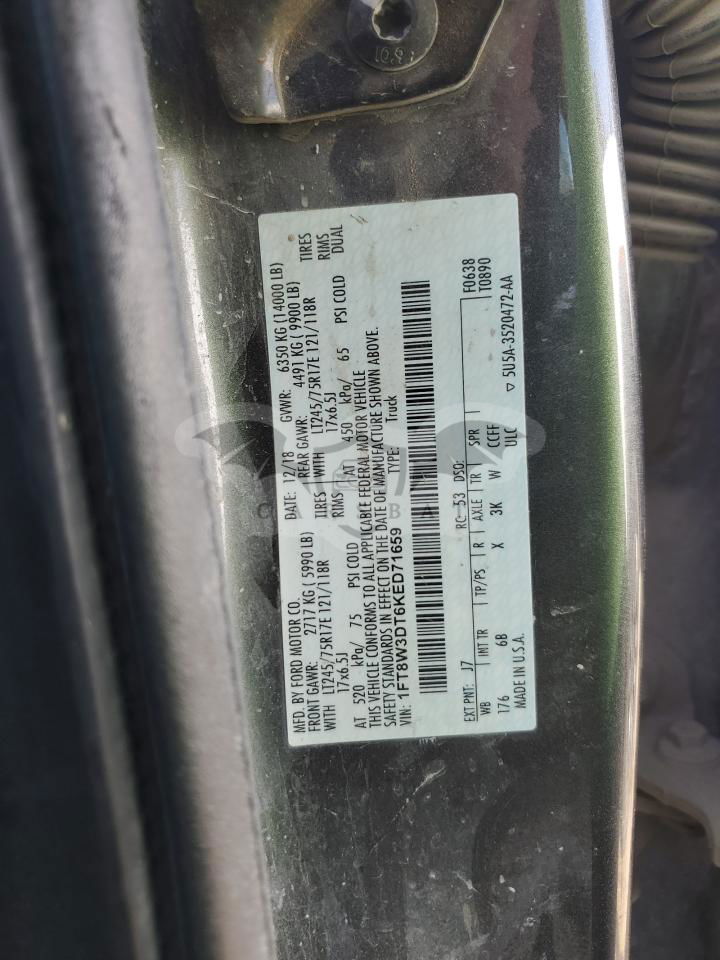 MFD. BY FORD MOTOR CO. DATE: 12/18 GVWR: 6350 KG (14000 LB)
FRONT GAWR: 2717 KG ( 5990 LB) REAR GAWR: 4491 KG ( 9900 LB)
WITH LT245/75R17E 121/118R TIRES WITH LT245/75R17E 121/118R TIRES
17x6.5J RIMS 17x6.5J RIMS
AT 520 kPa/ 75 PSI COLD AT 450 kPa/ 65 PSI COLD DUAL
THIS VEHICLE CONFORMS TO ALL APPLICABLE FEDERAL MOTOR VEHICLE
SAFETY STANDARDS IN EFFECT ON THE DATE OF MANUFACTURE SHOWN ABOVE.
VIN: 1FT8W3DT6KED71659 TYPE: Truck
F0638
T0890
EXT PNT: J7 RC: 53 DSO:
WB INT TR TP/PS R AXLE TR SPR
176 6B X 3K W CCFF
ULC
MADE IN U.S.A. ▽ 5U5A-3520472-AA